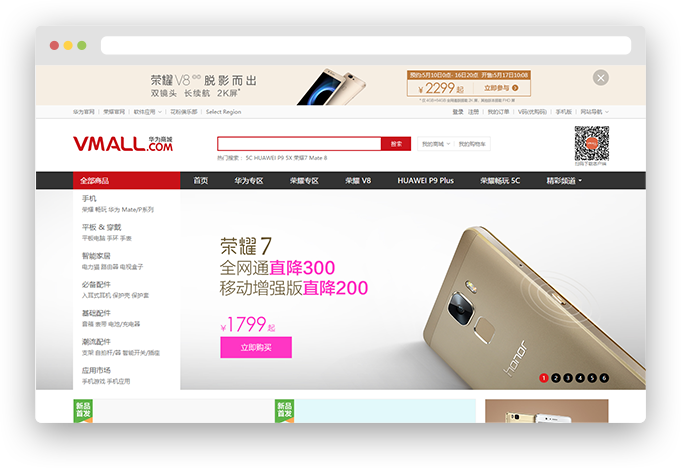 荣耀V8 脱影而出
双镜头 长续航 2K屏*
预约:5月10日0点- 16日20点 开售:5月17日10:08
¥2299起 立即参与
华为官网 荣耀官网 软件应用 花粉俱乐部 Select Region
登录 注册 我的订单 V码(优购码) 手机版 网站导航
VMALL.COM 华为商城
搜索 我的商城 我的购物车
热门搜索: 5C HUAWEI P9 5X 荣耀7 Mate 8
扫码下载客户端
全部商品 首页 华为专区 荣耀专区 荣耀 V8 HUAWEI P9 Plus 荣耀畅玩 5C 精彩频道
手机
荣耀 畅玩 华为 Mate/P系列
平板 & 穿戴
平板电脑 手环 手表
智能家居
电力猫 路由器 电视盒子
必备配件
入耳式耳机 保护壳 保护套
基础配件
音箱 表带 电池/充电器
潮流配件
支架 自拍杆/器 智能开关/插座
应用市场
手机游戏 手机应用
荣耀7
全网通直降300
移动增强版直降200
¥1799起
立即购买
honor
1 2 3 4 5 6
新品首发
新品首发